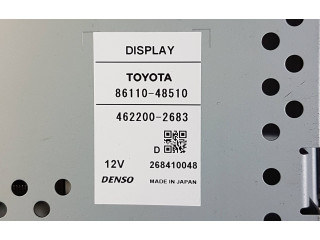 DISPLAY
TOYOTA
86110-48510
462200-2683
D
12V 268410048
DENSO MADE IN JAPAN